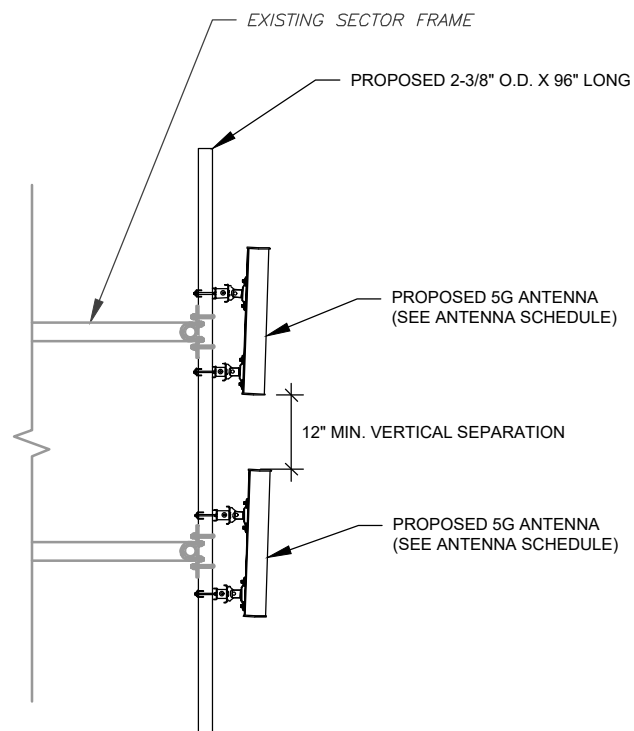 EXISTING SECTOR FRAME
PROPOSED 2-3/8" O.D. X 96" LONG
PROPOSED 5G ANTENNA
(SEE ANTENNA SCHEDULE)
12" MIN. VERTICAL SEPARATION
PROPOSED 5G ANTENNA
(SEE ANTENNA SCHEDULE)